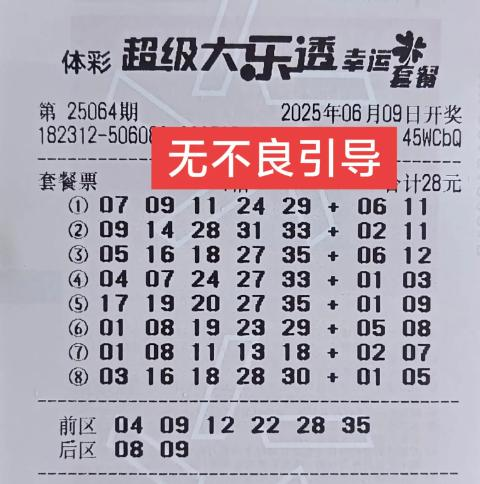 体彩 超级大乐透 幸运套餐
第 25064期 2025年06月09日开奖
182312-50608 45WCbQ
无不良引导
套餐票 合计28元
① 07 09 11 24 29 + 06 11
② 09 14 28 31 33 + 02 11
③ 05 16 18 27 35 + 06 12
④ 04 07 24 27 33 + 01 03
⑤ 17 19 20 27 35 + 01 09
⑥ 01 08 19 23 29 + 05 08
⑦ 01 08 11 13 18 + 02 07
⑧ 03 16 18 28 30 + 01 05
前区 04 09 12 22 28 35
后区 08 09